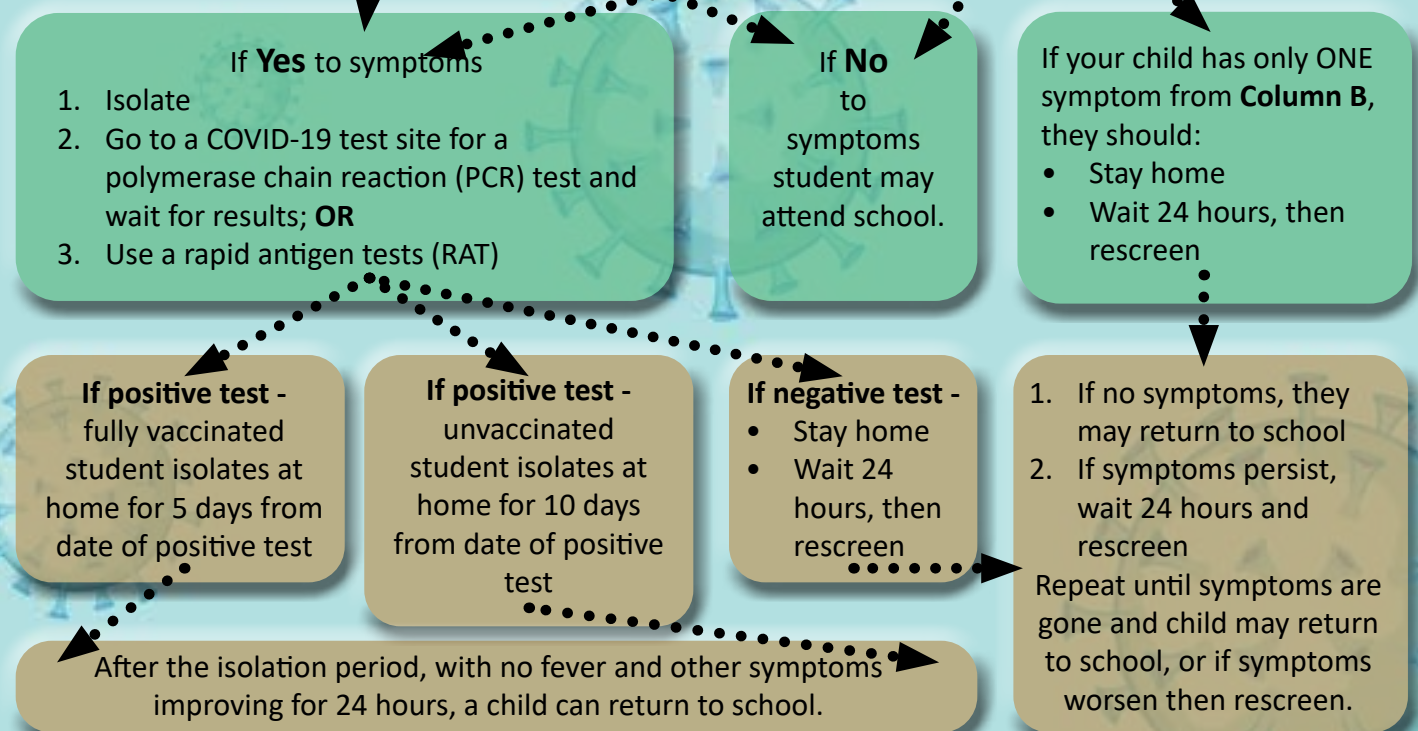 If Yes to symptoms
1. Isolate
2. Go to a COVID-19 test site for a
polymerase chain reaction (PCR) test and
wait for results; OR
3. Use a rapid antigen tests (RAT)
If No
to
symptoms
student may
attend school.
If your child has only ONE
symptom from Column B,
they should:
• Stay home
• Wait 24 hours, then
rescreen
If positive test -
fully vaccinated
student isolates at
home for 5 days from
date of positive test
If positive test -
unvaccinated
student isolates at
home for 10 days
from date of positive
test
If negative test -
• Stay home
• Wait 24
hours, then
rescreen
1. If no symptoms, they
may return to school
2. If symptoms persist,
wait 24 hours and
rescreen
Repeat until symptoms are
gone and child may return
to school, or if symptoms
worsen then rescreen.
After the isolation period, with no fever and other symptoms
improving for 24 hours, a child can return to school.